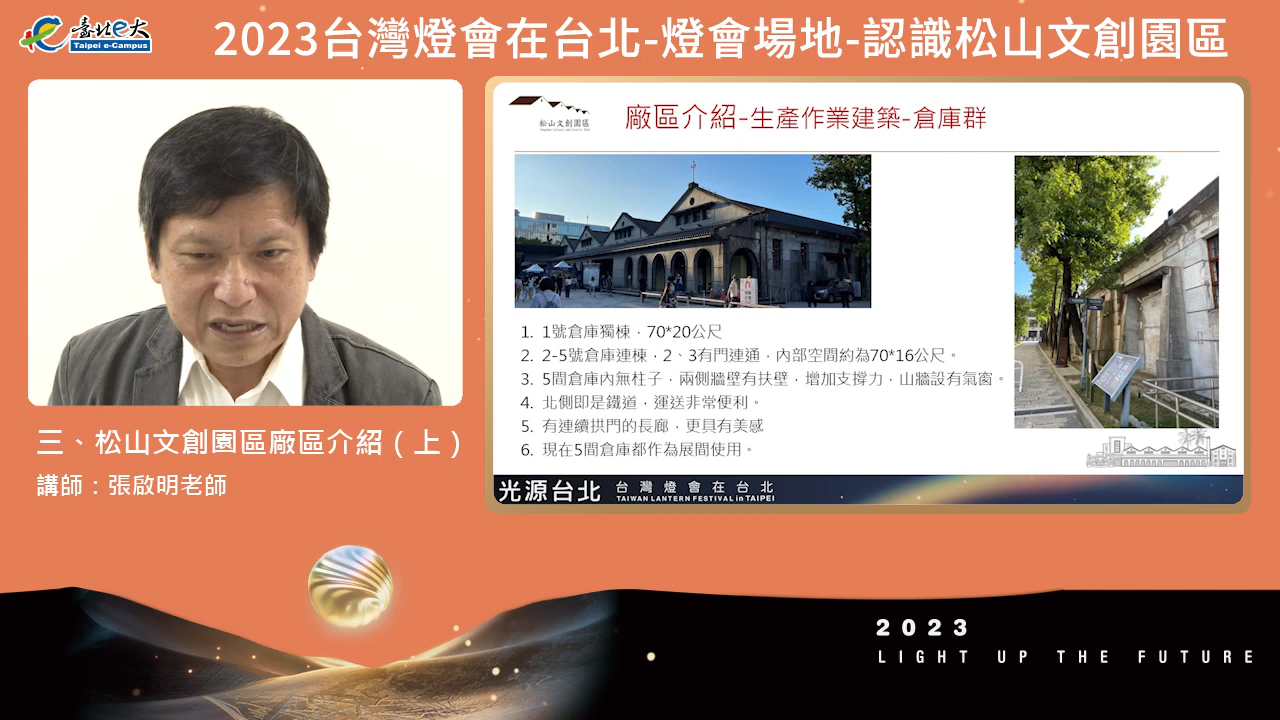 臺北e大
Taipei e-Campus
2023台灣燈會在台北-燈會場地-認識松山文創園區
松山文創園區
廠區介紹-生產作業建築-倉庫群
1. 1號倉庫獨棟，70*20公尺
2. 2-5號倉庫連棟，2、3有門連通，內部空間約為70*16公尺。
3. 5間倉庫內無柱子，兩側牆壁有扶壁，增加支撐力，山牆設有氣窗。
4. 北側即是鐵道，運送非常便利。
5. 有連續拱門的長廊，更具有美感
6. 現在5間倉庫都作為展間使用。
光源台北
台灣燈會在台北
TAIWAN LANTERN FESTIVAL in TAIPEI
三、松山文創園區廠區介紹（上）
講師：張啟明老師
2023
LIGHT UP THE FUTURE